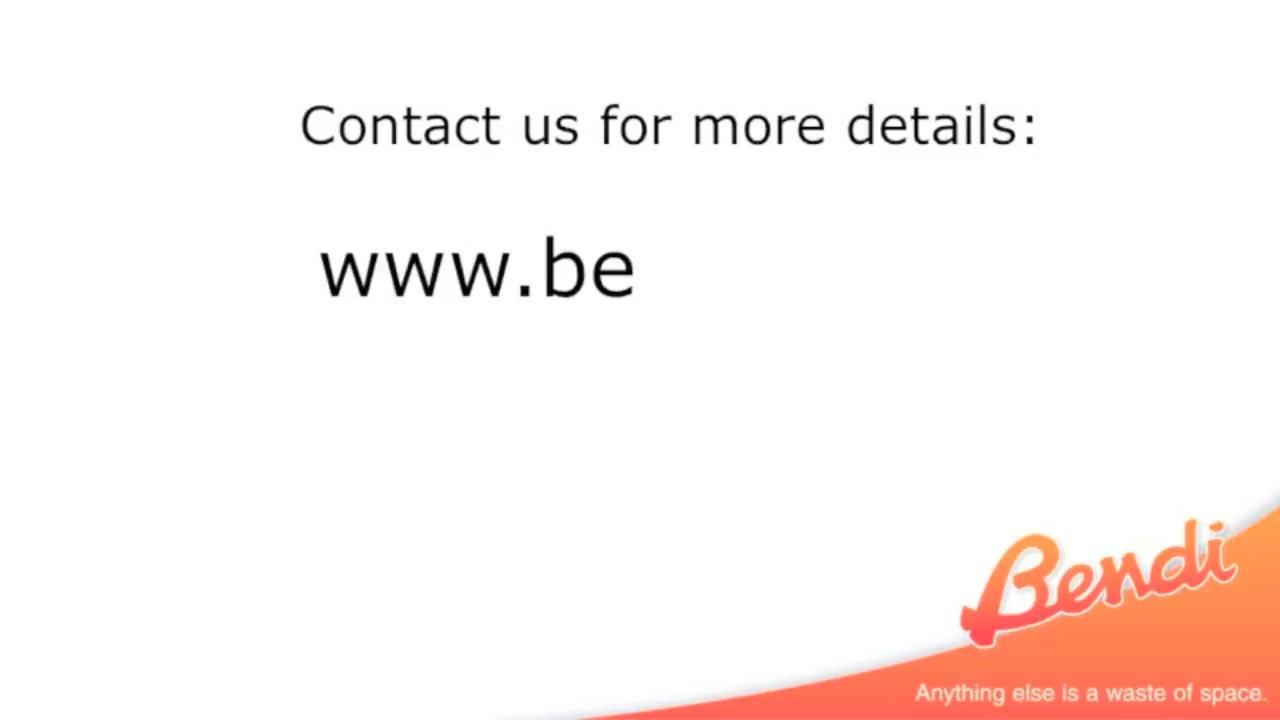 Contact us for more details:
www.be
Bendi
Anything else is a waste of space.